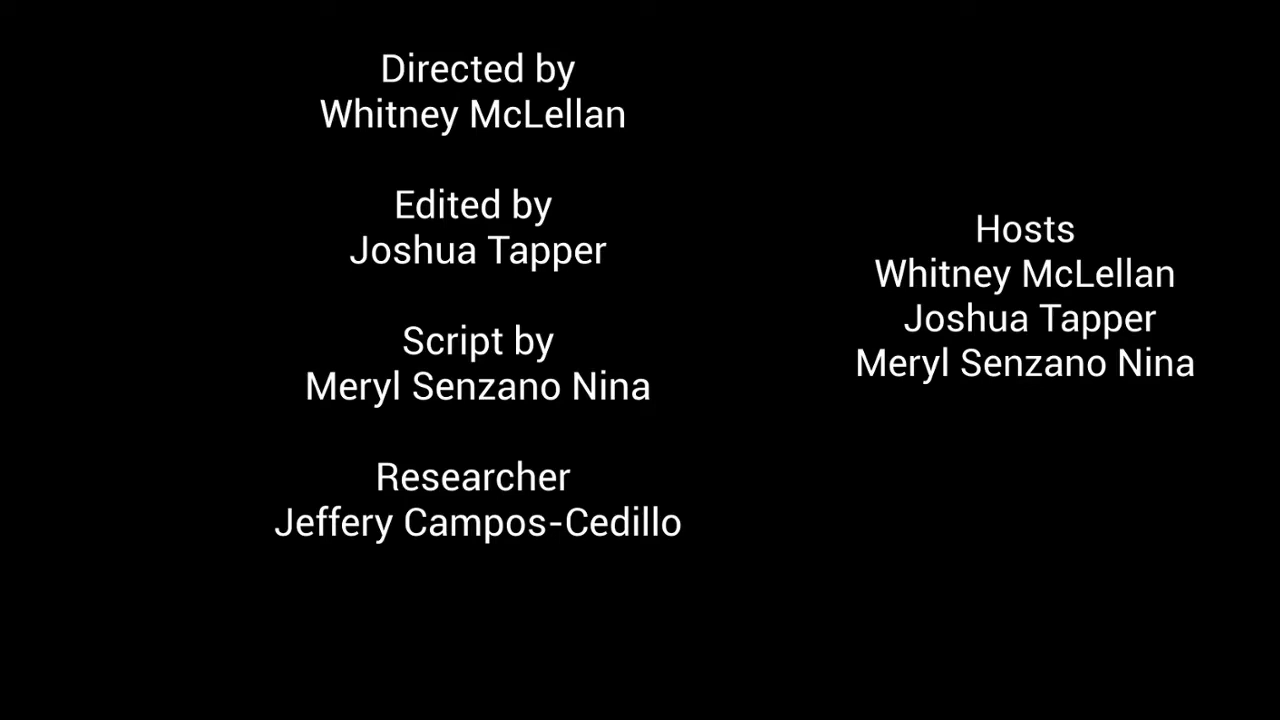 Directed by
Whitney McLellan
Edited by
Joshua Tapper
Script by
Meryl Senzano Nina
Researcher
Jeffery Campos-Cedillo
Hosts
Whitney McLellan
Joshua Tapper
Meryl Senzano Nina